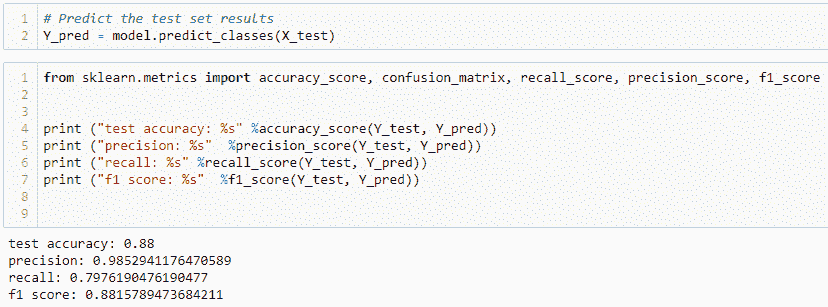 1 # Predict the test set results
2 Y_pred = model.predict_classes(X_test)
1 from sklearn.metrics import accuracy_score, confusion_matrix, recall_score, precision_score, f1_score
2
3
4 print ("test accuracy: %s" %accuracy_score(Y_test, Y_pred))
5 print ("precision: %s"  %precision_score(Y_test, Y_pred))
6 print ("recall: %s" %recall_score(Y_test, Y_pred))
7 print ("f1 score: %s"  %f1_score(Y_test, Y_pred))
8
9
test accuracy: 0.88
precision: 0.9852941176470589
recall: 0.7976190476190477
f1 score: 0.8815789473684211